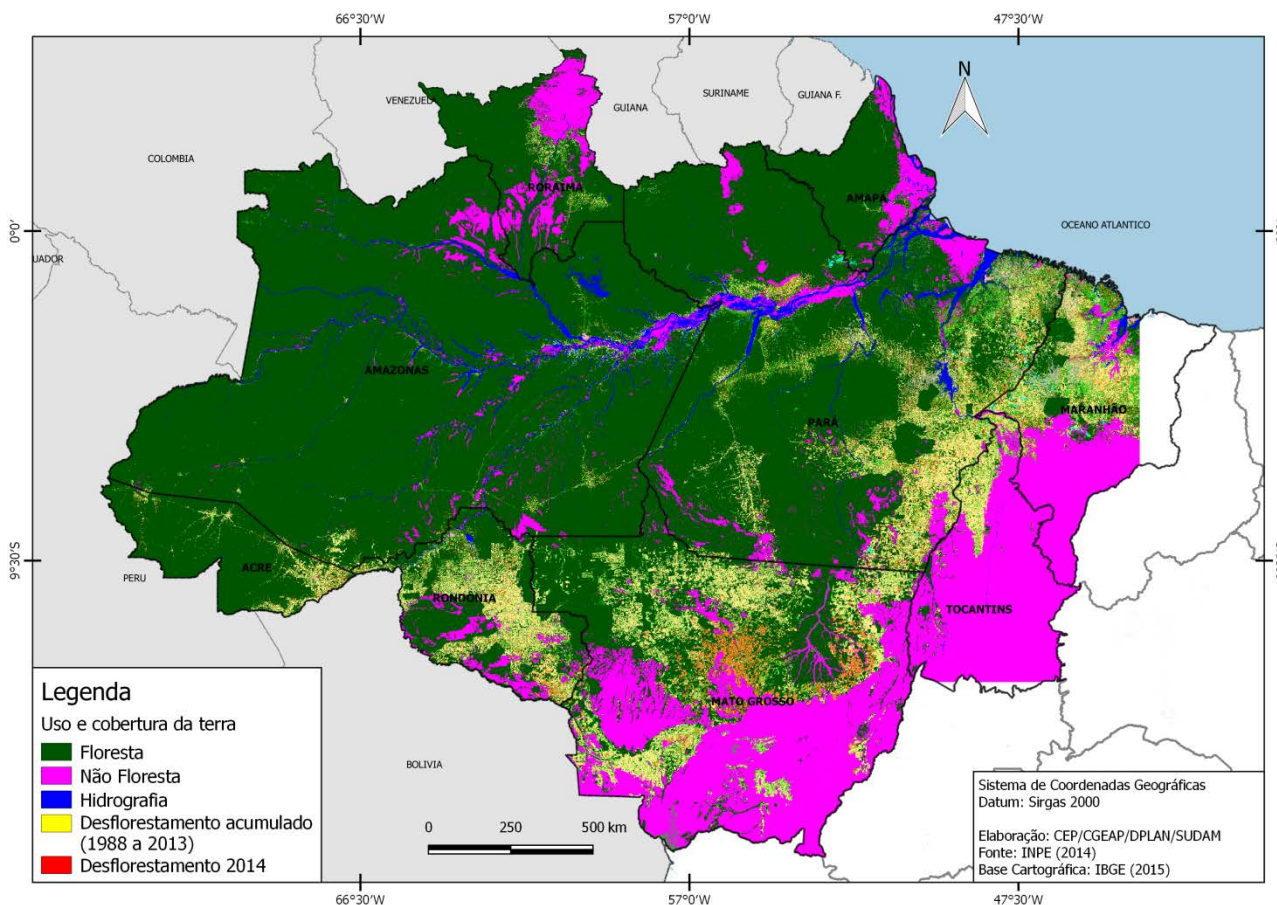 66°30'W 57°0'W 47°30'W
N
VENEZUEL
GUIANA
SURINAME
GUIANA F.
COLOMBIA
RORAIMA
AMAPÁ
OCEANO ATLANTICO
0°0'
UADOR
AMAZONAS
PARÁ
MARANHÃO
9°30'S
PERU
ACRE
RONDÔNIA
TOCANTINS
MATO GROSSO
BOLIVIA
Legenda
Uso e cobertura da terra
Floresta
Não Floresta
Hidrografia
Desflorestamento acumulado
(1988 a 2013)
Desflorestamento 2014
0 250 500 km
Sistema de Coordenadas Geográficas
Datum: Sirgas 2000
Elaboração: CEP/CGEAP/DPLAN/SUDAM
Fonte: INPE (2014)
Base Cartográfica: IBGE (2015)
66°30'W 57°0'W 47°30'W